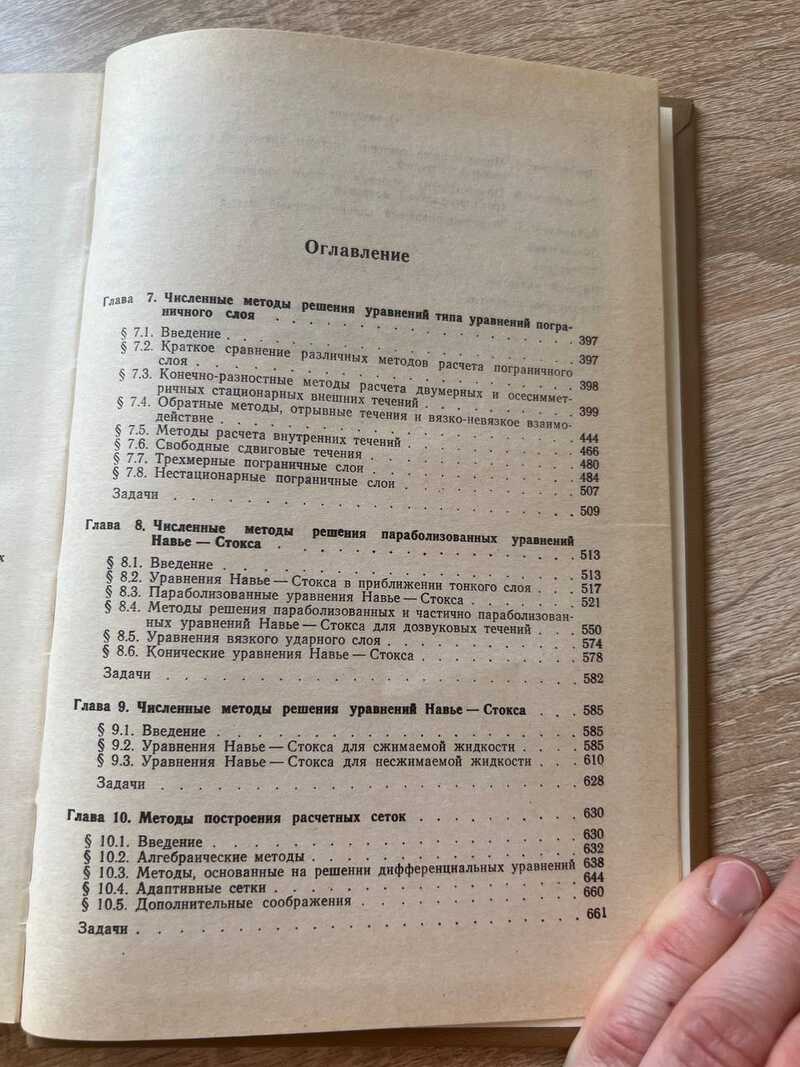 Оглавление
Глава 7. Численные методы решения уравнений типа уравнений погра-
ничного слоя . . . . . . . . . . . . . . . . 397
§ 7.1. Введение . . . . . . . . . . . . . . . . 397
§ 7.2. Краткое сравнение различных методов расчета пограничного
слоя . . . . . . . . . . . . . . . . 398
§ 7.3. Конечно-разностные методы расчета двумерных и осесиммет-
ричных стационарных внешних течений . . . . . . . . 399
§ 7.4. Обратные методы, отрывные течения и вязко-невязкое взаимо-
действие . . . . . . . . . . . . . . . . 444
§ 7.5. Методы расчета внутренних течений . . . . . . . . 466
§ 7.6. Свободные сдвиговые течения . . . . . . . . 480
§ 7.7. Трехмерные пограничные слои . . . . . . . . 484
§ 7.8. Нестационарные пограничные слои . . . . . . . . 507
Задачи . . . . . . . . . . . . . . . . 509
Глава 8. Численные методы решения параболизованных уравнений
Навье — Стокса . . . . . . . . . . . . . . . . 513
§ 8.1. Введение . . . . . . . . . . . . . . . . 513
§ 8.2. Уравнения Навье — Стокса в приближении тонкого слоя . 517
§ 8.3. Параболизованные уравнения Навье — Стокса . . . . . 521
§ 8.4. Методы решения параболизованных и частично параболизован-
ных уравнений Навье — Стокса для дозвуковых течений . . . 550
§ 8.5. Уравнения вязкого ударного слоя . . . . . . . . 574
§ 8.6. Конические уравнения Навье — Стокса . . . . . . . . 578
Задачи . . . . . . . . . . . . . . . . 582
Глава 9. Численные методы решения уравнений Навье — Стокса . . . 585
§ 9.1. Введение . . . . . . . . . . . . . . . . 585
§ 9.2. Уравнения Навье — Стокса для сжимаемой жидкости . . . . 585
§ 9.3. Уравнения Навье — Стокса для несжимаемой жидкости . . . 610
Задачи . . . . . . . . . . . . . . . . 628
Глава 10. Методы построения расчетных сеток . . . . . . . . 630
§ 10.1. Введение . . . . . . . . . . . . . . . . 630
§ 10.2. Алгебраические методы . . . . . . . . . . . . 632
§ 10.3. Методы, основанные на решении дифференциальных уравнений 638
§ 10.4. Адаптивные сетки . . . . . . . . . . . . 644
§ 10.5. Дополнительные соображения . . . . . . . . . . . . 660
Задачи . . . . . . . . . . . . . . . . 661